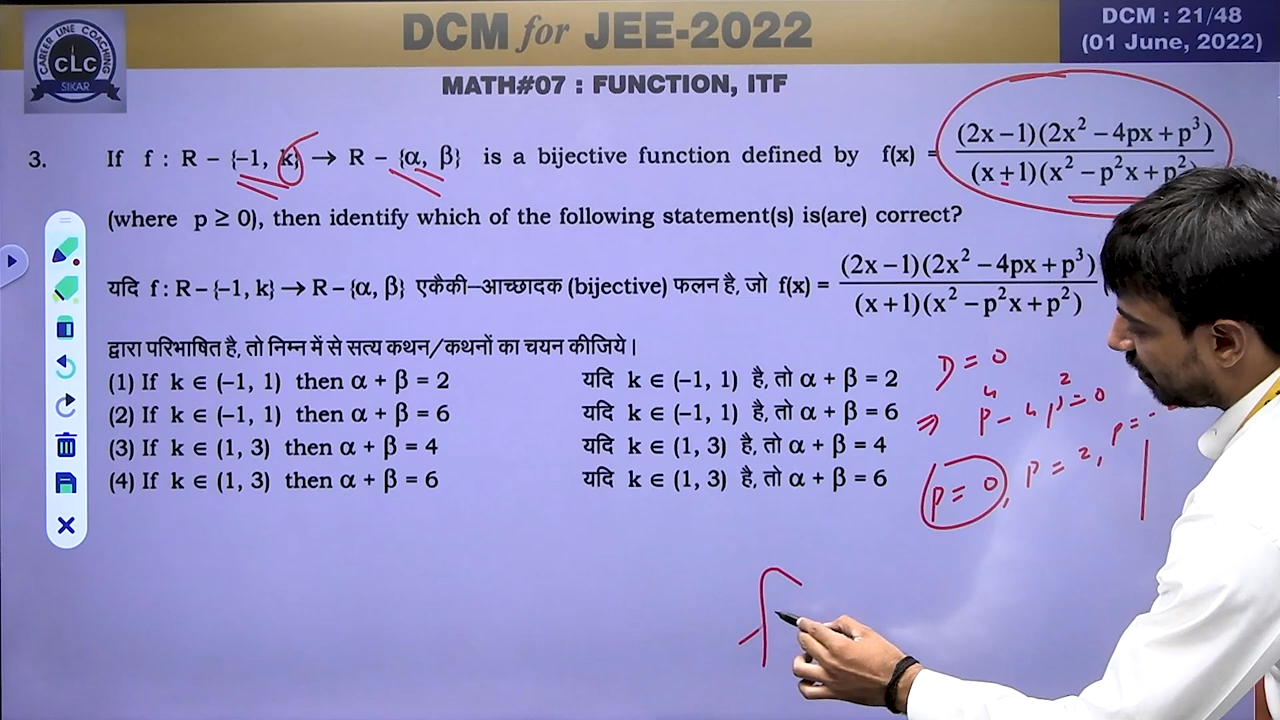 DCM for JEE-2022
DCM : 21/48
(01 June, 2022)
CAREER LINE COACHING
CLC
SIKAR
MATH#07 : FUNCTION, ITF
3. If f : R – {–1, k} → R – {α, β} is a bijective function defined by f(x) = (2x – 1)(2x² – 4px + p³) / (x + 1)(x² – p²x + p²)
(where p ≥ 0), then identify which of the following statement(s) is(are) correct?
यदि f : R – {–1, k} → R – {α, β} एकैकी–आच्छादक (bijective) फलन है, जो f(x) = (2x – 1)(2x² – 4px + p³) / (x + 1)(x² – p²x + p²)
द्वारा परिभाषित है, तो निम्न में से सत्य कथन/कथनों का चयन कीजिये।
(1) If k ∈ (–1, 1) then α + β = 2 यदि k ∈ (–1, 1) है, तो α + β = 2
(2) If k ∈ (–1, 1) then α + β = 6 यदि k ∈ (–1, 1) है, तो α + β = 6
(3) If k ∈ (1, 3) then α + β = 4 यदि k ∈ (1, 3) है, तो α + β = 4
(4) If k ∈ (1, 3) then α + β = 6 यदि k ∈ (1, 3) है, तो α + β = 6
D = 0
⇒ p⁴ – 4p² = 0
p = 0, p = 2, p = -
f